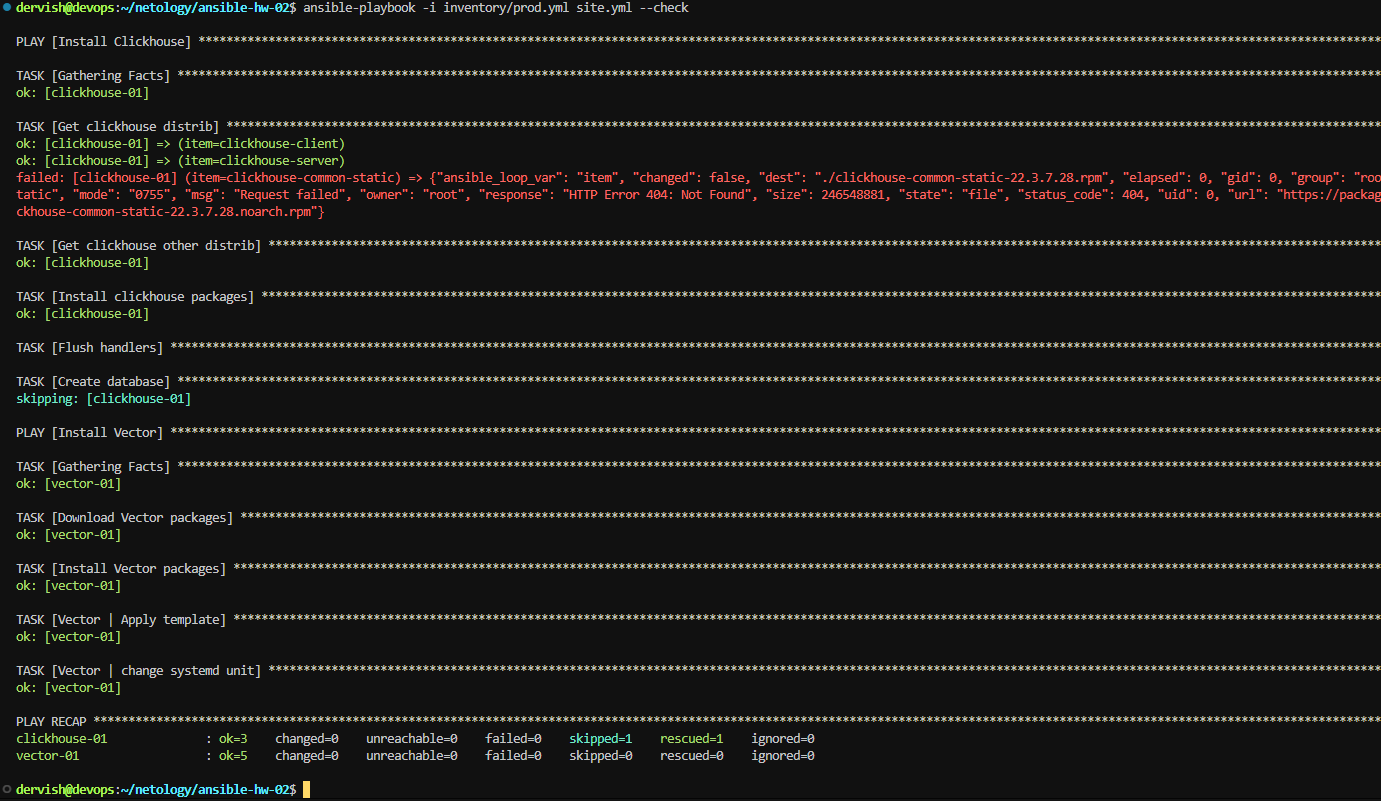 dervish@devops:~/netology/ansible-hw-02$ ansible-playbook -i inventory/prod.yml site.yml --check
PLAY [Install Clickhouse] ****************************************************************************************************************************************************************************
TASK [Gathering Facts] *******************************************************************************************************************************************************************************
ok: [clickhouse-01]
TASK [Get clickhouse distrib] ************************************************************************************************************************************************************************
ok: [clickhouse-01] => (item=clickhouse-client)
ok: [clickhouse-01] => (item=clickhouse-server)
failed: [clickhouse-01] (item=clickhouse-common-static) => {"ansible_loop_var": "item", "changed": false, "dest": "./clickhouse-common-static-22.3.7.28.rpm", "elapsed": 0, "gid": 0, "group": "roo
tatic", "mode": "0755", "msg": "Request failed", "owner": "root", "response": "HTTP Error 404: Not Found", "size": 246548881, "state": "file", "status_code": 404, "uid": 0, "url": "https://packag
ckhouse-common-static-22.3.7.28.noarch.rpm"}
TASK [Get clickhouse other distrib] ******************************************************************************************************************************************************************
ok: [clickhouse-01]
TASK [Install clickhouse packages] *******************************************************************************************************************************************************************
ok: [clickhouse-01]
TASK [Flush handlers] ********************************************************************************************************************************************************************************
TASK [Create database] *******************************************************************************************************************************************************************************
skipping: [clickhouse-01]
PLAY [Install Vector] ********************************************************************************************************************************************************************************
TASK [Gathering Facts] *******************************************************************************************************************************************************************************
ok: [vector-01]
TASK [Download Vector packages] **********************************************************************************************************************************************************************
ok: [vector-01]
TASK [Install Vector packages] ***********************************************************************************************************************************************************************
ok: [vector-01]
TASK [Vector | Apply template] ***********************************************************************************************************************************************************************
ok: [vector-01]
TASK [Vector | change systemd unit] ******************************************************************************************************************************************************************
ok: [vector-01]
PLAY RECAP *******************************************************************************************************************************************************************************************
clickhouse-01 : ok=3 changed=0 unreachable=0 failed=0 skipped=1 rescued=1 ignored=0
vector-01 : ok=5 changed=0 unreachable=0 failed=0 skipped=0 rescued=0 ignored=0
dervish@devops:~/netology/ansible-hw-02$